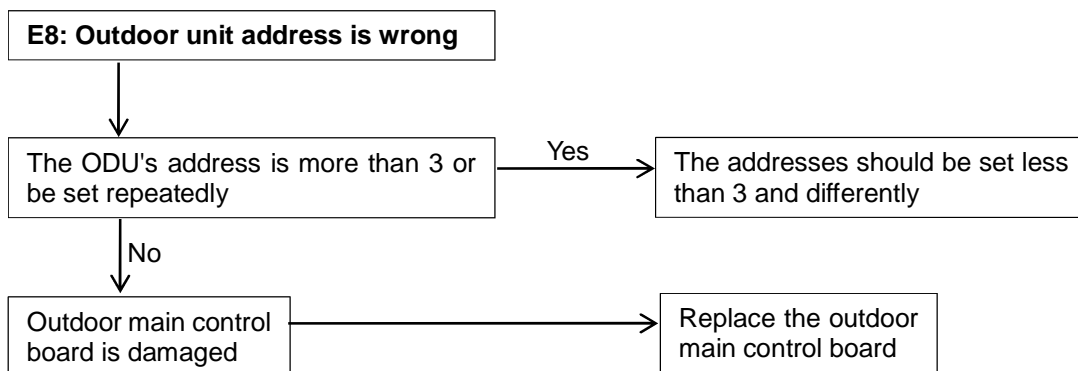 E8: Outdoor unit address is wrong
The ODU's address is more than 3 or
be set repeatedly
Yes
The addresses should be set less
than 3 and differently
No
Outdoor main control
board is damaged
Replace the outdoor
main control board